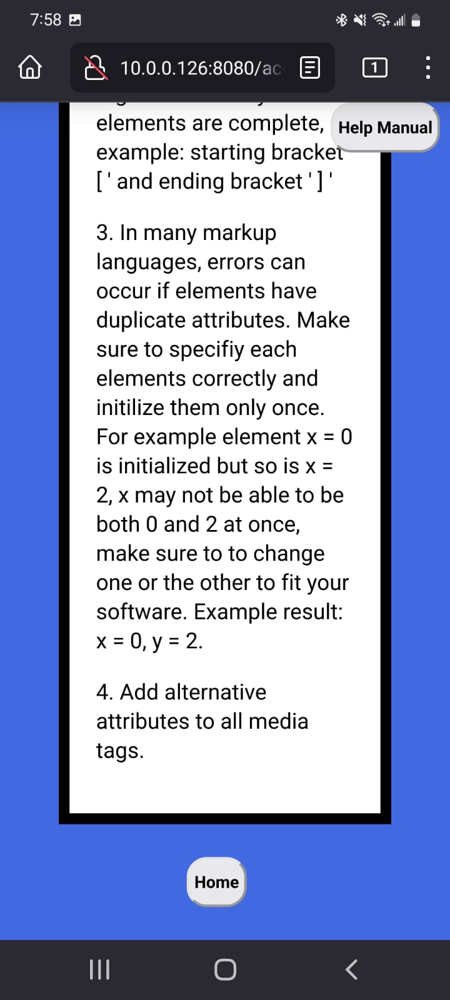 7:58
10.0.0.126:8080/ac
1
Help Manual
elements are complete,
example: starting bracket
[' and ending bracket ']'
3. In many markup
languages, errors can
occur if elements have
duplicate attributes. Make
sure to specifiy each
elements correctly and
initilize them only once.
For example element x = 0
is initialized but so is x =
2, x may not be able to be
both 0 and 2 at once,
make sure to to change
one or the other to fit your
software. Example result:
x = 0, y = 2.
4. Add alternative
attributes to all media
tags.
Home